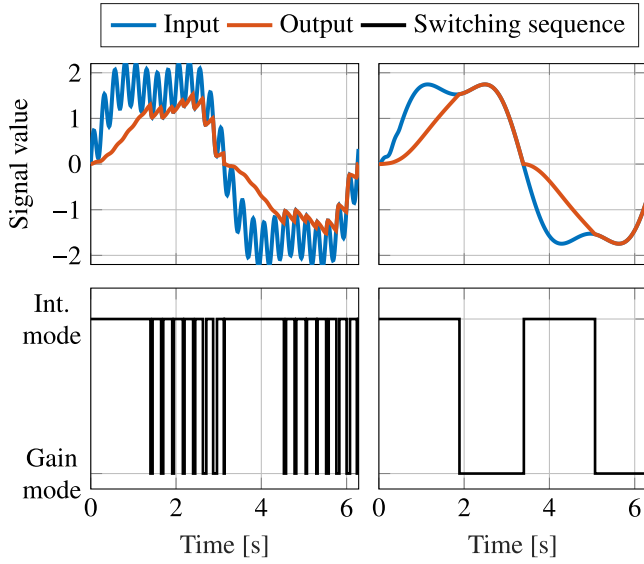 Input Output Switching sequence
Signal value
2
1
0
−1
−2
Int.
mode
Gain
mode
0 2 4 6
0 2 4 6
Time [s]
Time [s]